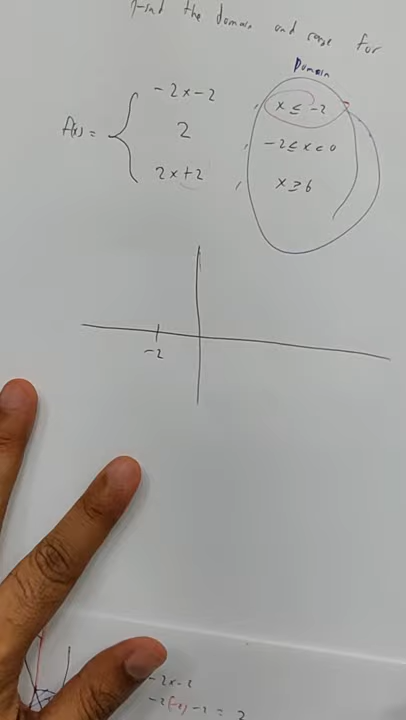 Find the domain and range for
Domain
f(x) = { -2x-2 , x ≤ -2
2 , -2 ≤ x < 0
2x+2 , x ≥ 6
-2
-2x-2
-2(-2)-2 = 2